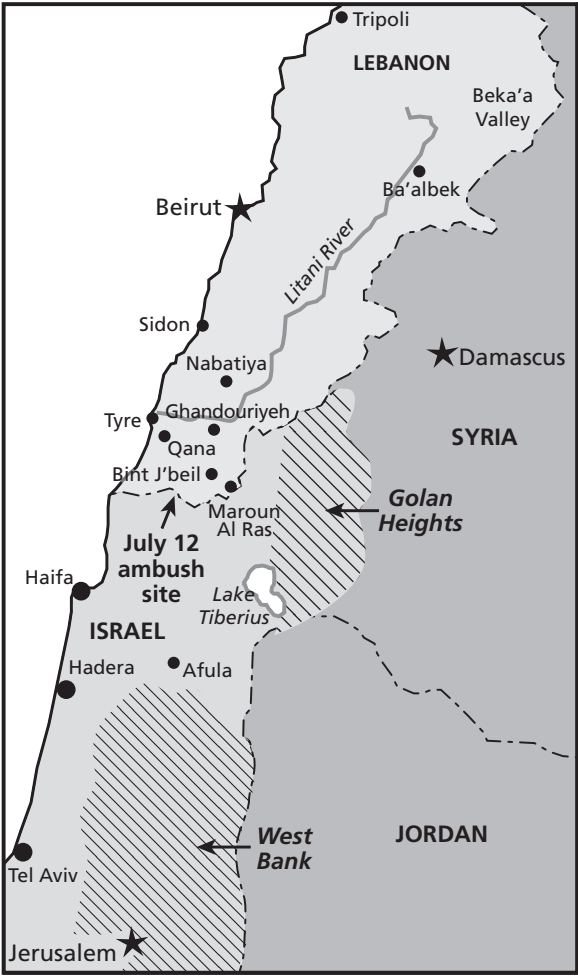 Tripoli
LEBANON
Beka’a
Valley
Ba’albek
Beirut
Litani River
Sidon
Damascus
Nabatiya
Ghandouriyeh
Tyre
Qana
SYRIA
Bint J’beil
Maroun
Al Ras
Golan
Heights
July 12
ambush
site
Haifa
Lake
Tiberius
ISRAEL
Hadera
Afula
West
Bank
JORDAN
Tel Aviv
Jerusalem